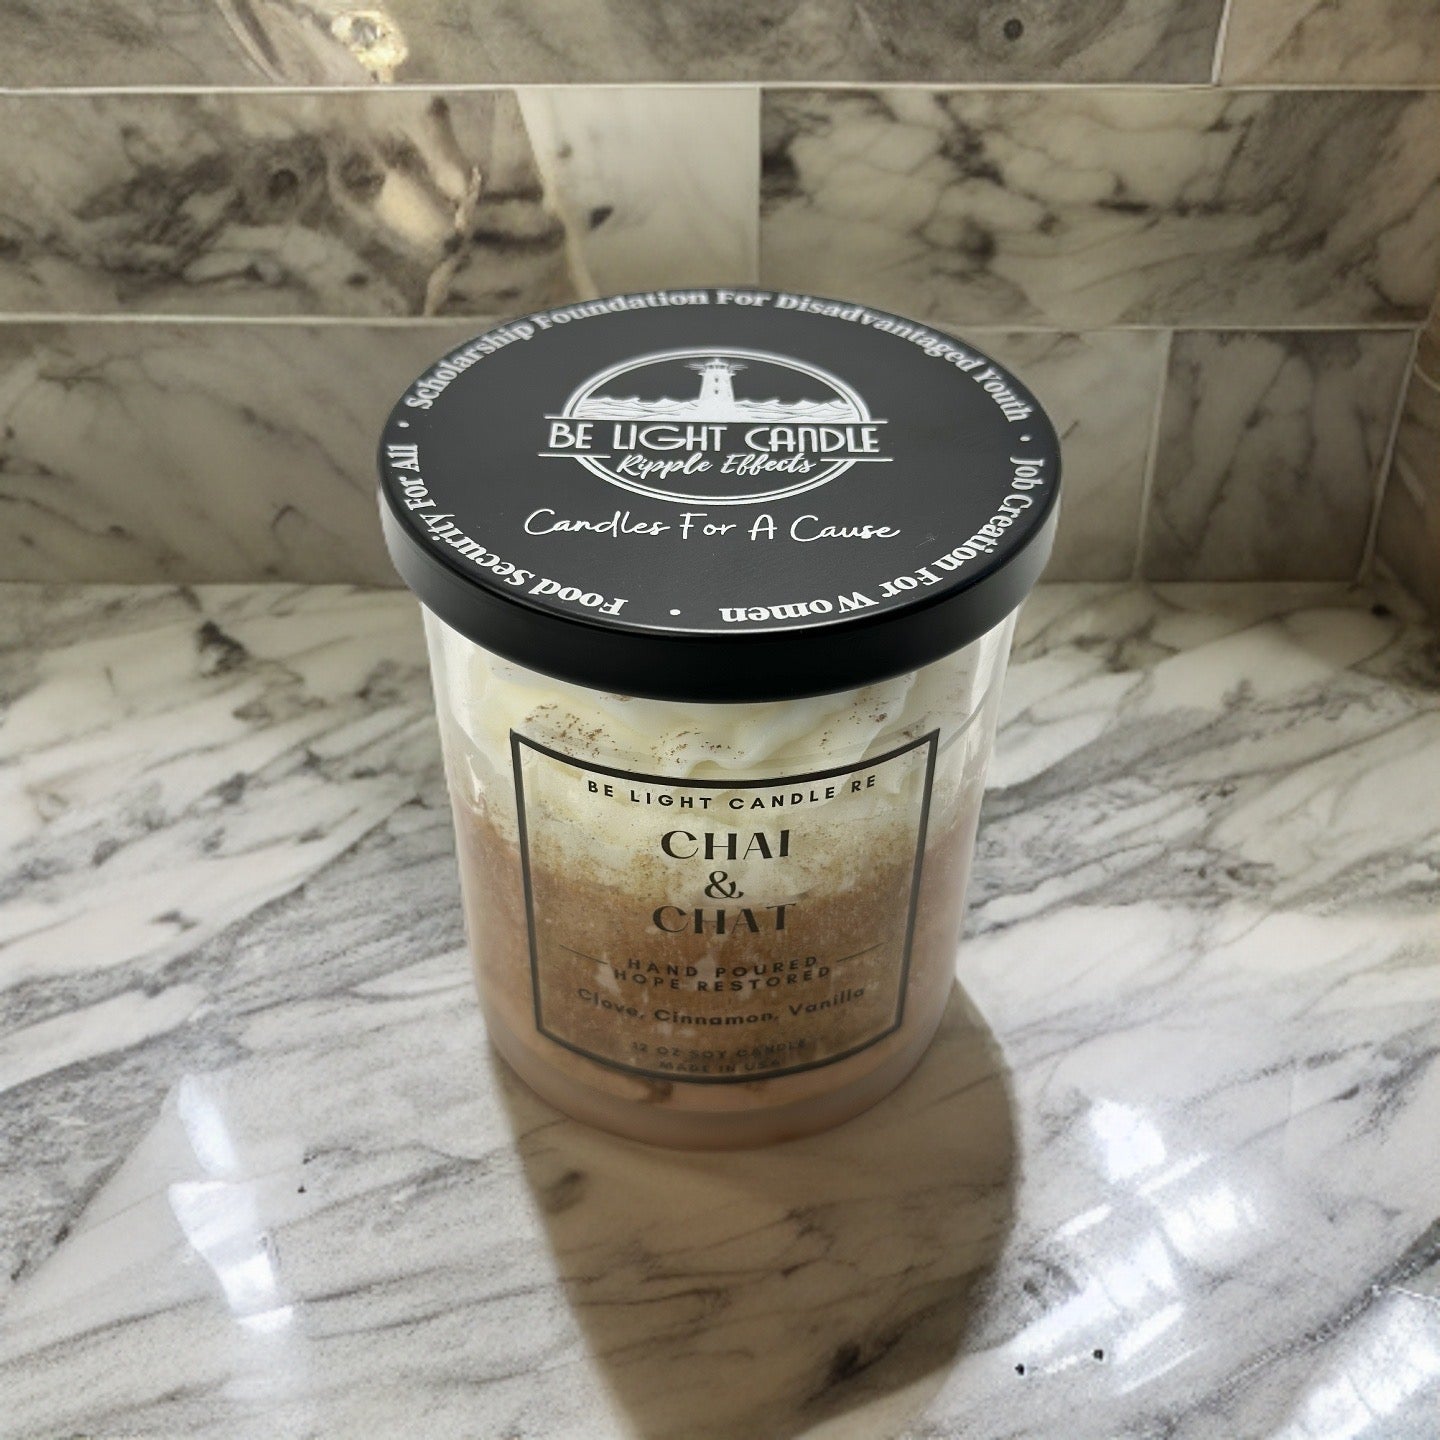 Scholarship Foundation For Disadvantaged Youth • Job Creation For Women • Food Security For All •
BE LIGHT CANDLE
Ripple Effects
Candles For A Cause
BE LIGHT CANDLE RE
CHAI
&
CHAT
HAND POURED
HOPE RESTORED
Clove, Cinnamon, Vanilla
12 OZ SOY CANDLE
MADE IN USA